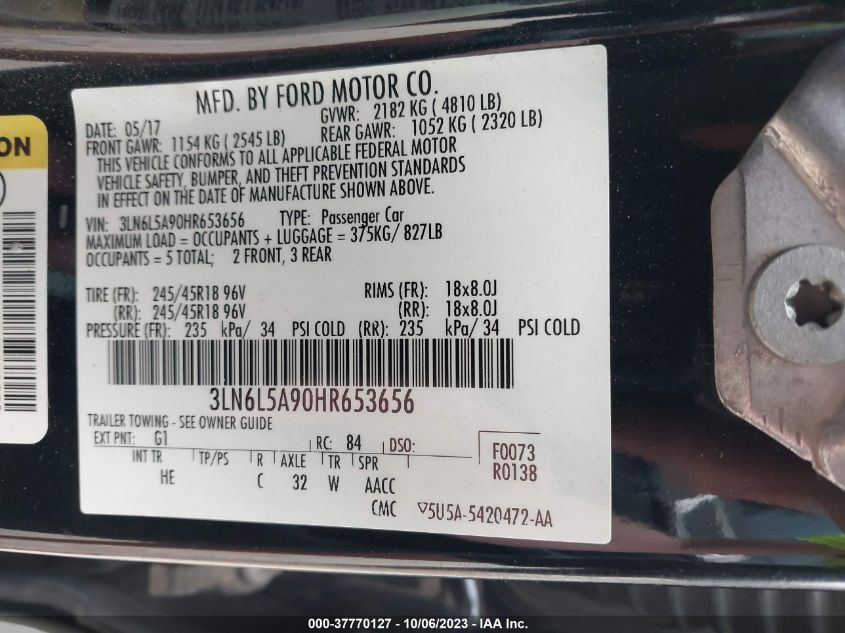 ON
MFD. BY FORD MOTOR CO.
DATE: 05/17 GVWR: 2182 KG ( 4810 LB)
FRONT GAWR: 1154 KG ( 2545 LB) REAR GAWR: 1052 KG ( 2320 LB)
THIS VEHICLE CONFORMS TO ALL APPLICABLE FEDERAL MOTOR
VEHICLE SAFETY, BUMPER, AND THEFT PREVENTION STANDARDS
IN EFFECT ON THE DATE OF MANUFACTURE SHOWN ABOVE.
VIN: 3LN6L5A90HR653656 TYPE: Passenger Car
MAXIMUM LOAD = OCCUPANTS + LUGGAGE = 375KG/ 827LB
OCCUPANTS = 5 TOTAL; 2 FRONT, 3 REAR
TIRE (FR): 245/45R18 96V RIMS (FR): 18x8.0J
(RR): 245/45R18 96V (RR): 18x8.0J
PRESSURE (FR): 235 kPa/ 34 PSI COLD (RR): 235 kPa/ 34 PSI COLD
3LN6L5A90HR653656
TRAILER TOWING - SEE OWNER GUIDE
EXT PNT: G1 RC: 84 DSO: F0073
INT TR TP/PS R AXLE TR SPR R0138
HE C 32 W AACC
CMC ▽5U5A-5420472-AA
000-37770127 - 10/06/2023 - IAA Inc.